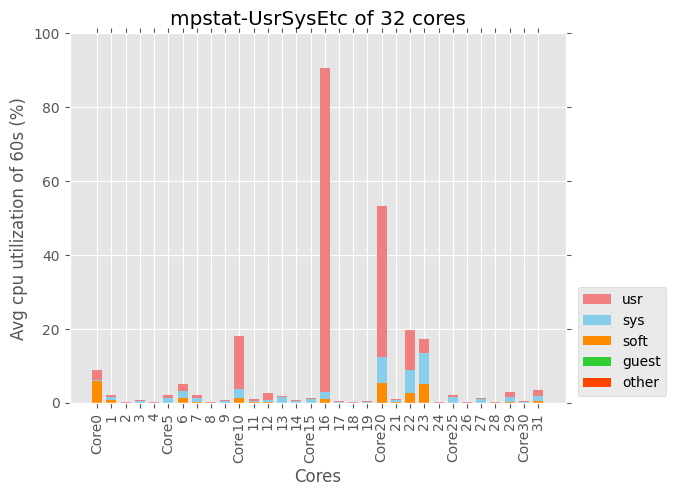 mpstat-UsrSysEtc of 32 cores
Avg cpu utilization of 60s (%)
100
80
60
40
20
0
Core0
1
2
3
4
Core5
6
7
8
9
Core10
11
12
13
14
Core15
16
17
18
19
Core20
21
22
23
24
Core25
26
27
28
29
Core30
31
Cores
usr
sys
soft
guest
other